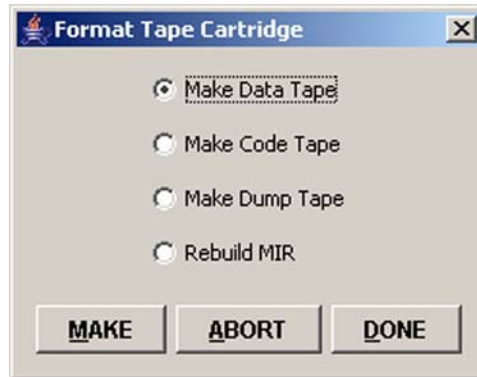 Format Tape Cartridge
Make Data Tape
Make Code Tape
Make Dump Tape
Rebuild MIR
MAKE ABORT DONE